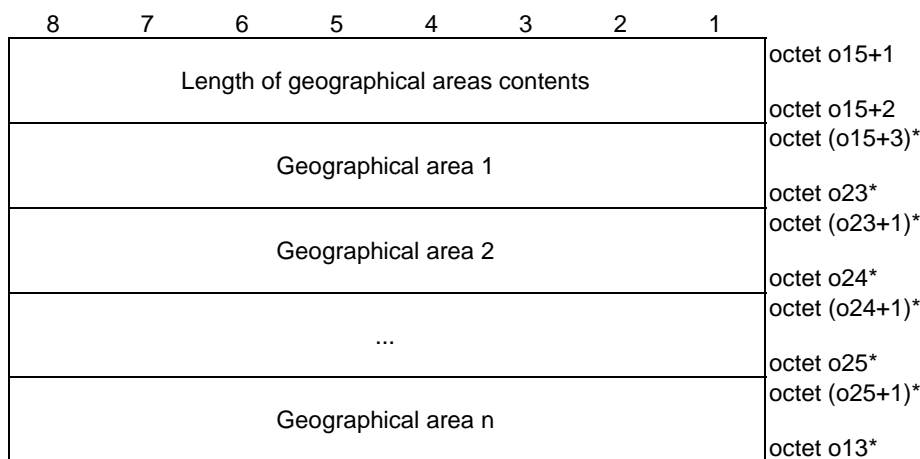 8 7 6 5 4 3 2 1
Length of geographical areas contents
octet o15+1
octet o15+2
Geographical area 1
octet (o15+3)*
octet o23*
Geographical area 2
octet (o23+1)*
octet o24*
...
octet (o24+1)*
octet o25*
Geographical area n
octet (o25+1)*
octet o13*